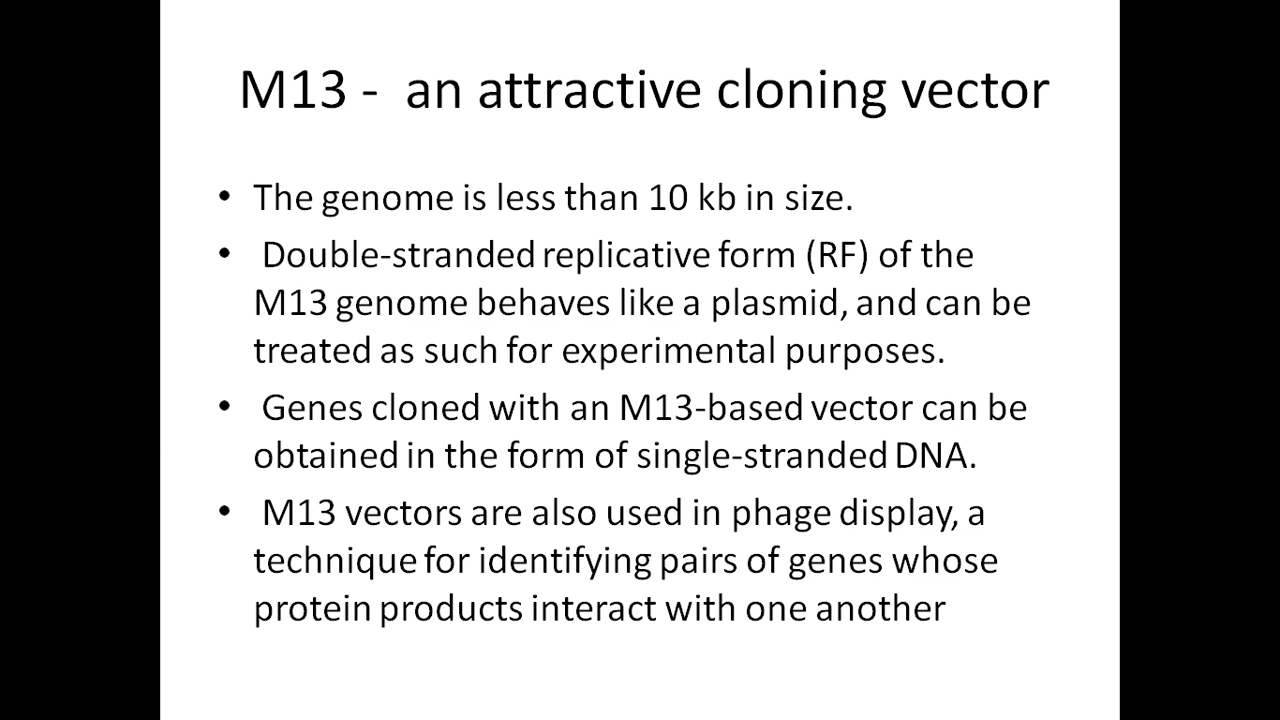 M13 - an attractive cloning vector
• The genome is less than 10 kb in size.
• Double-stranded replicative form (RF) of the
M13 genome behaves like a plasmid, and can be
treated as such for experimental purposes.
• Genes cloned with an M13-based vector can be
obtained in the form of single-stranded DNA.
• M13 vectors are also used in phage display, a
technique for identifying pairs of genes whose
protein products interact with one another